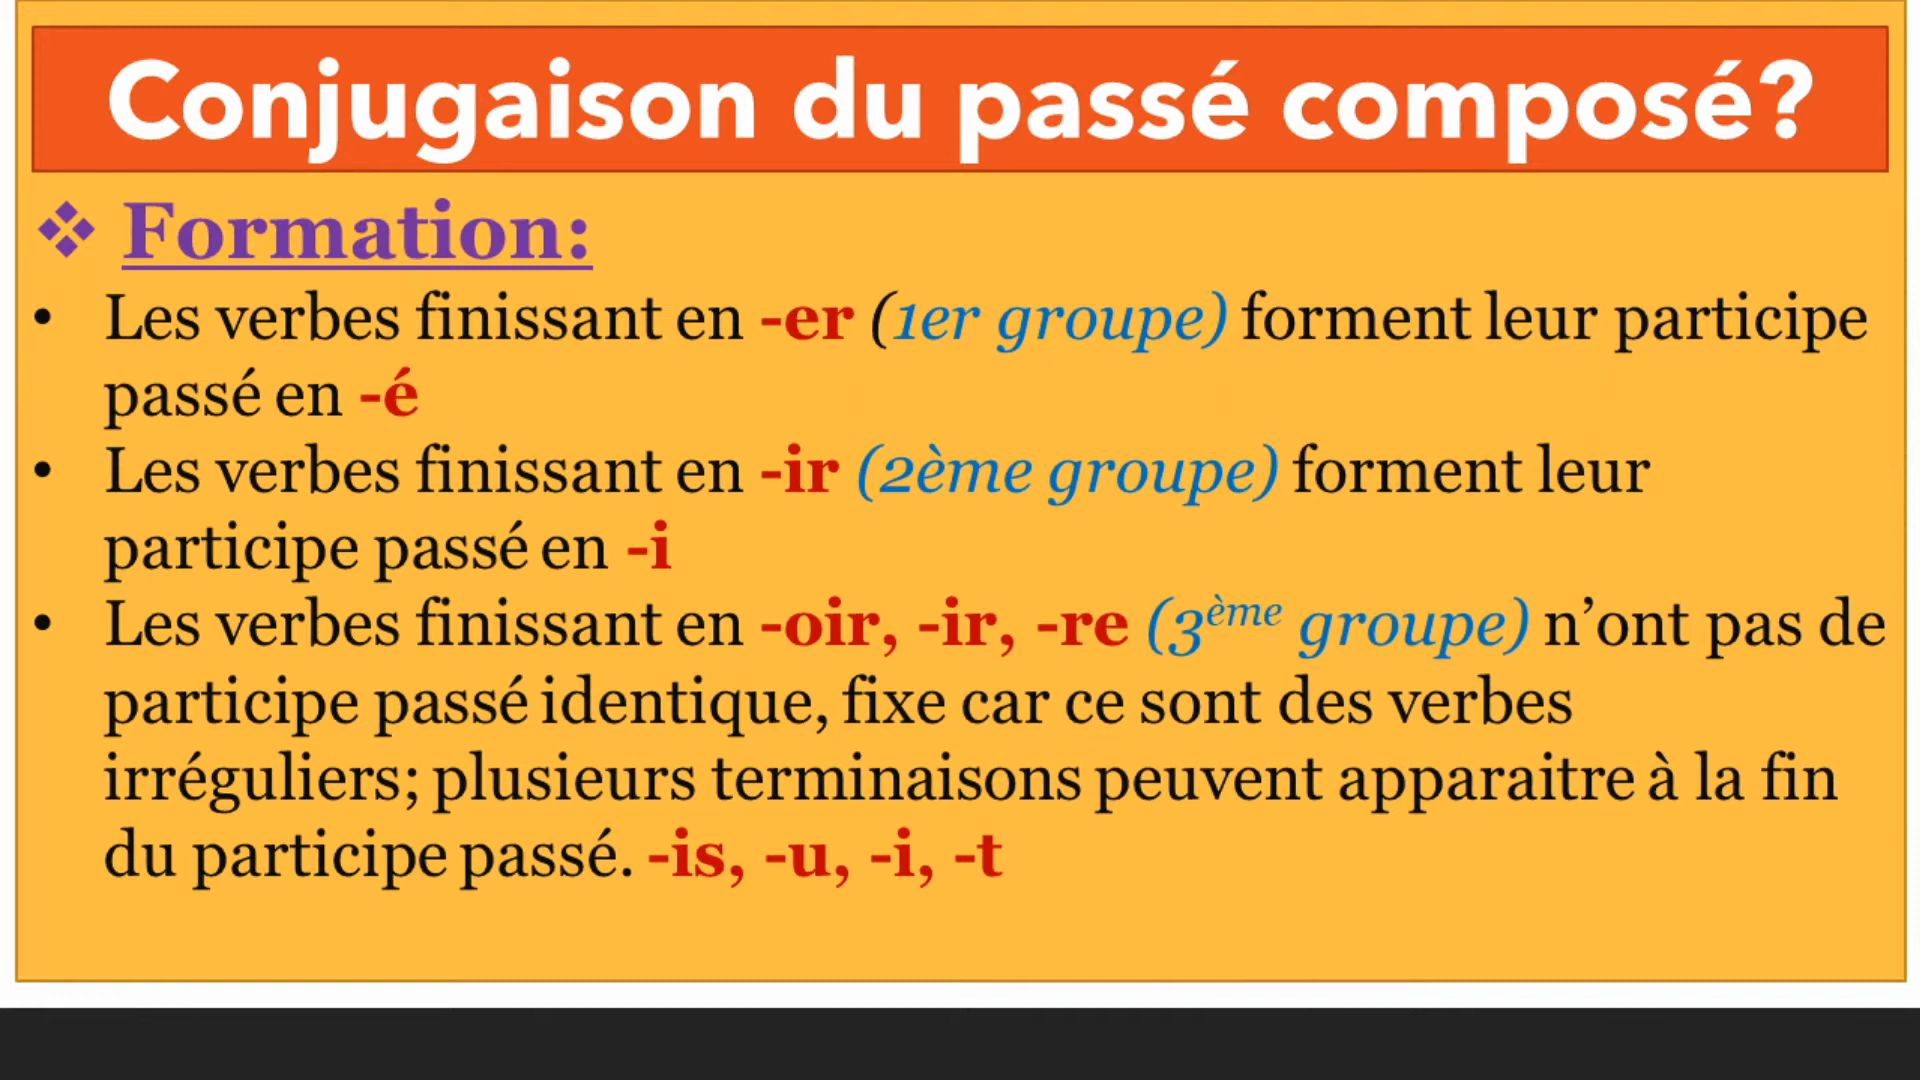 Conjugaison du passé composé?
❖ Formation:
• Les verbes finissant en -er (1er groupe) forment leur participe
passé en -é
• Les verbes finissant en -ir (2ème groupe) forment leur
participe passé en -i
• Les verbes finissant en -oir, -ir, -re (3ème groupe) n’ont pas de
participe passé identique, fixe car ce sont des verbes
irréguliers; plusieurs terminaisons peuvent apparaitre à la fin
du participe passé. -is, -u, -i, -t